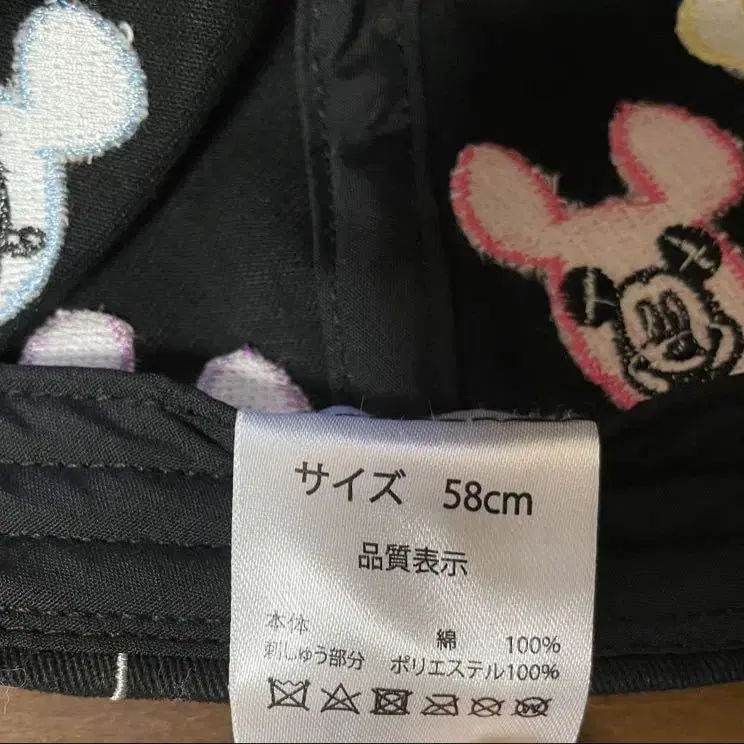 サイズ 58cm
品質表示
本体 綿 100%
刺しゅう部分 ポリエステル100%